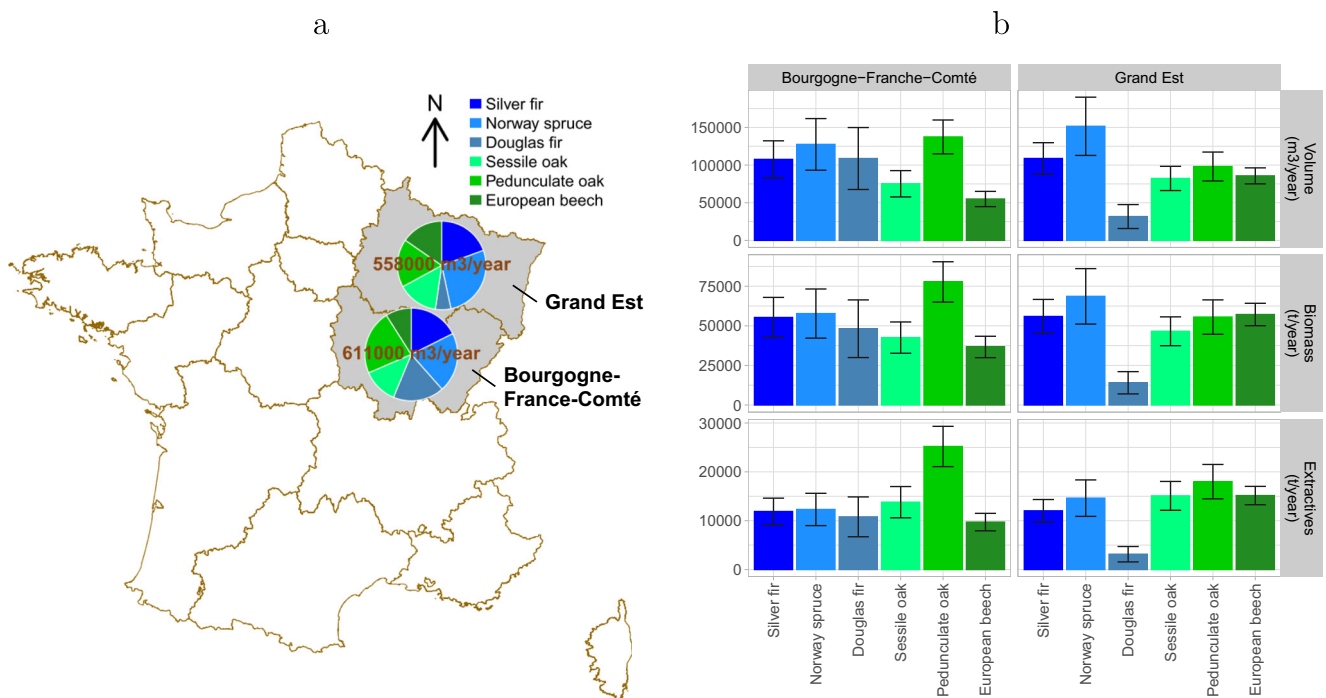 a
N
Silver fir
Norway spruce
Douglas fir
Sessile oak
Pedunculate oak
European beech
558000 m3/year
Grand Est
611000 m3/year
Bourgogne-
France-Comté
b
Bourgogne−Franche−Comté
Grand Est
150000
100000
50000
0
Volume
(m3/year)
75000
50000
25000
0
Biomass
(t/year)
30000
20000
10000
0
Extractives
(t/year)
Silver fir
Norway spruce
Douglas fir
Sessile oak
Pedunculate oak
European beech
Silver fir
Norway spruce
Douglas fir
Sessile oak
Pedunculate oak
European beech